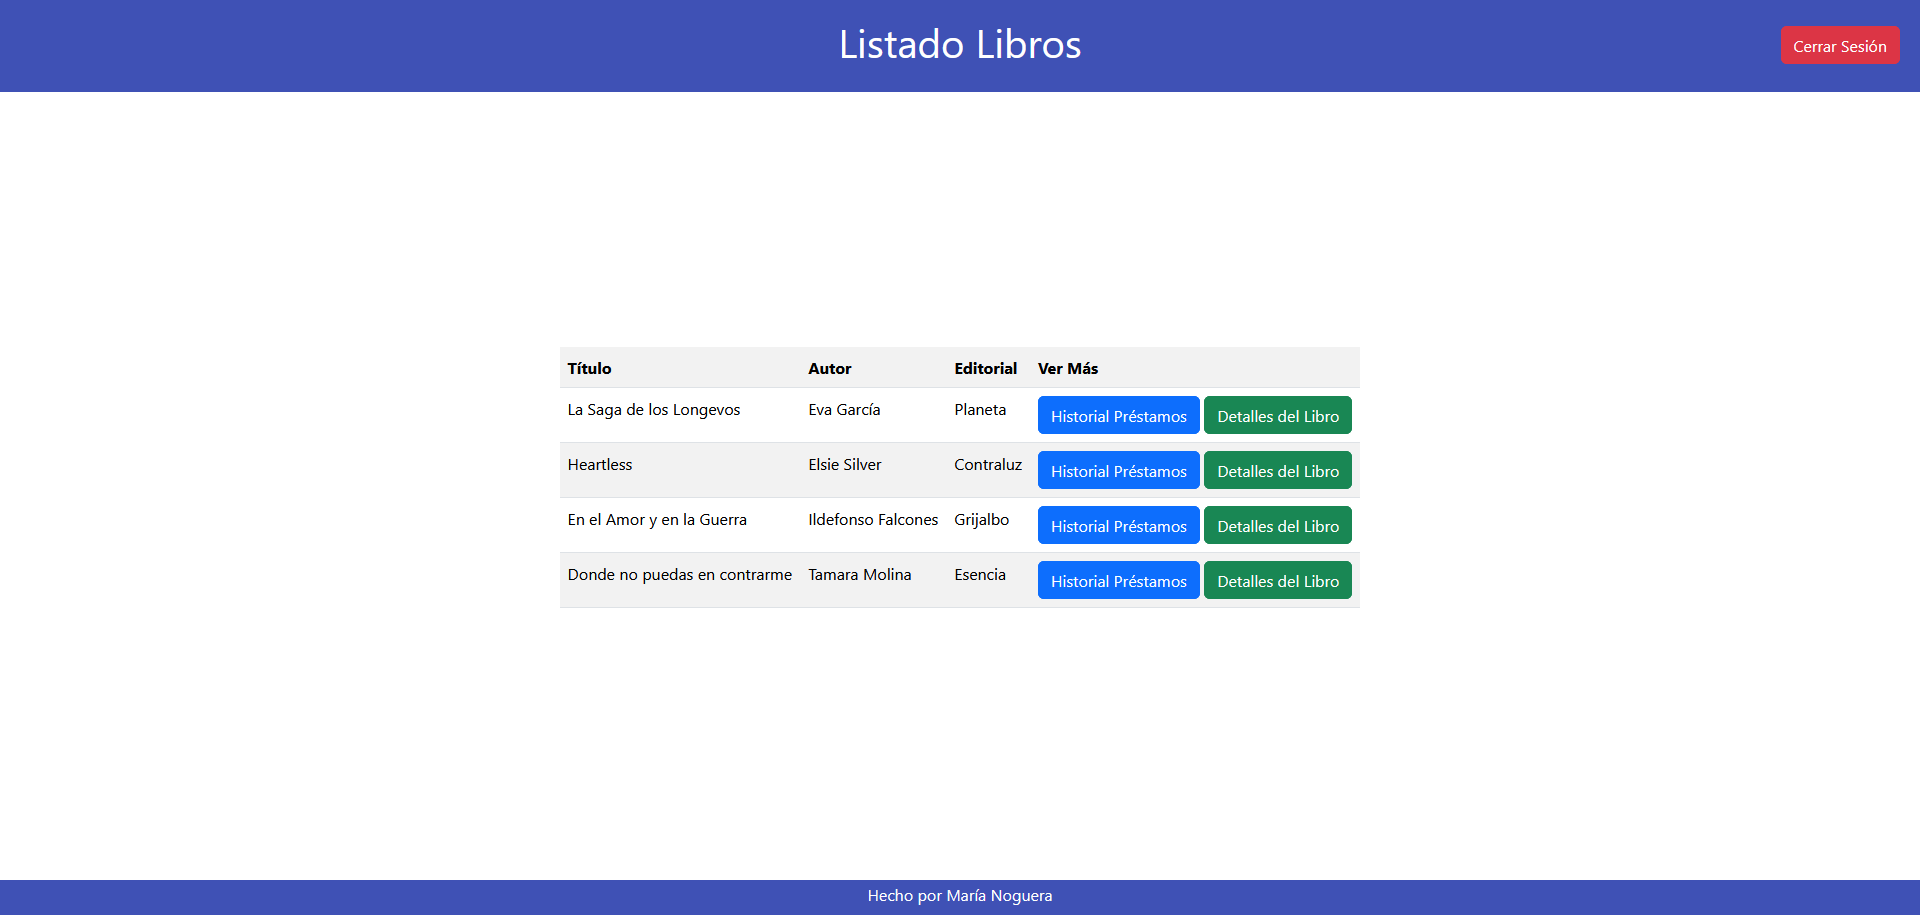 Listado Libros
Cerrar Sesión
Título Autor Editorial Ver Más
La Saga de los Longevos Eva García Planeta Historial Préstamos Detalles del Libro
Heartless Elsie Silver Contraluz Historial Préstamos Detalles del Libro
En el Amor y en la Guerra Ildefonso Falcones Grijalbo Historial Préstamos Detalles del Libro
Donde no puedas en contrarme Tamara Molina Esencia Historial Préstamos Detalles del Libro
Hecho por María Noguera